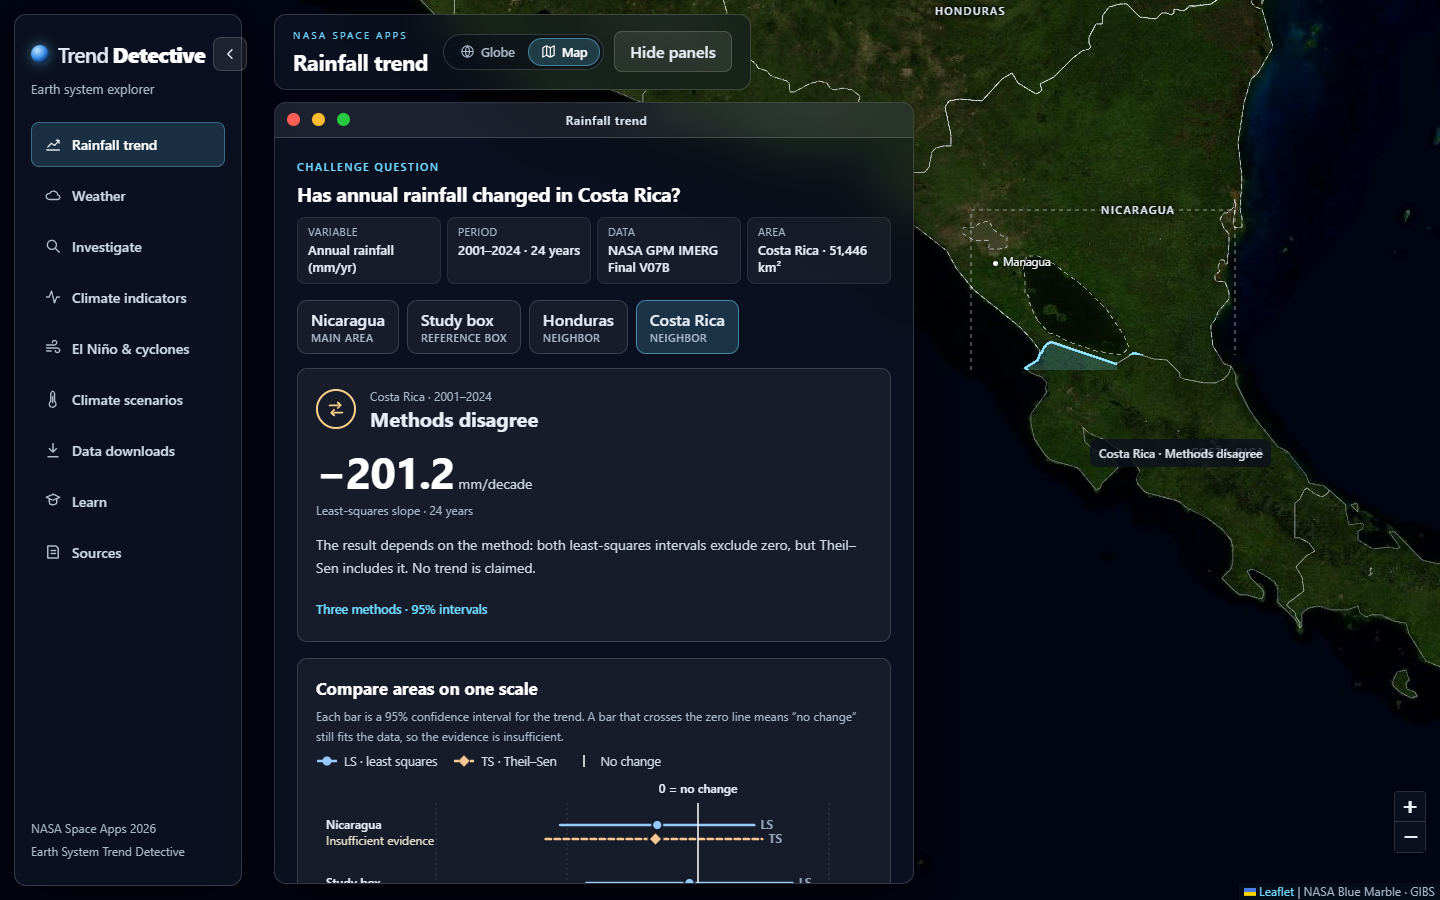 Trend Detective
Earth system explorer
Rainfall trend
Weather
Investigate
Climate indicators
El Niño & cyclones
Climate scenarios
Data downloads
Learn
Sources
NASA Space Apps 2026
Earth System Trend Detective
NASA SPACE APPS
Rainfall trend
Globe
Map
Hide panels
Rainfall trend
CHALLENGE QUESTION
Has annual rainfall changed in Costa Rica?
VARIABLE
Annual rainfall
(mm/yr)
PERIOD
2001–2024 · 24 years
DATA
NASA GPM IMERG
Final V07B
AREA
Costa Rica · 51,446
km²
Nicaragua
MAIN AREA
Study box
REFERENCE BOX
Honduras
NEIGHBOR
Costa Rica
NEIGHBOR
Costa Rica · 2001–2024
Methods disagree
−201.2 mm/decade
Least-squares slope · 24 years
The result depends on the method: both least-squares intervals exclude zero, but Theil–
Sen includes it. No trend is claimed.
Three methods · 95% intervals
Compare areas on one scale
Each bar is a 95% confidence interval for the trend. A bar that crosses the zero line means “no change”
still fits the data, so the evidence is insufficient.
LS · least squares
TS · Theil–Sen
No change
0 = no change
Nicaragua
Insufficient evidence
LS
TS
Study box
LS
HONDURAS
NICARAGUA
Managua
Costa Rica · Methods disagree
+
−
Leaflet | NASA Blue Marble · GIBS